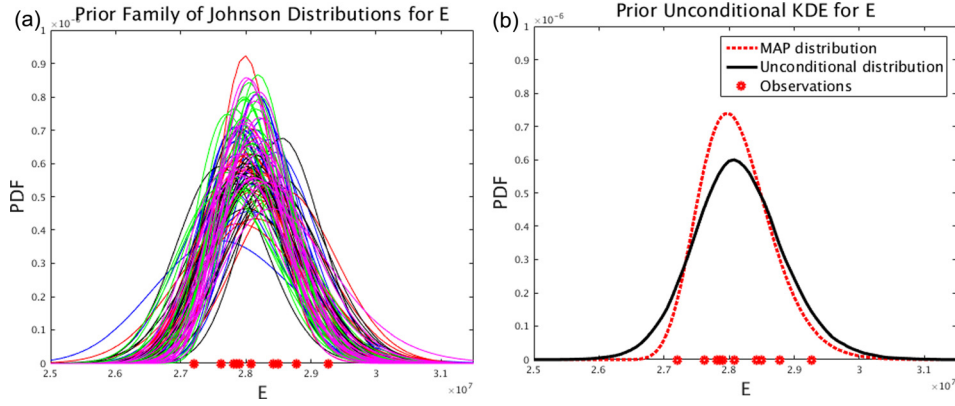 (a)
Prior Family of Johnson Distributions for E
×10⁻⁶
PDF
1
0.9
0.8
0.7
0.6
0.5
0.4
0.3
0.2
0.1
0
2.5 2.6 2.7 2.8 2.9 3 3.1
×10⁷
E
(b)
Prior Unconditional KDE for E
×10⁻⁶
MAP distribution
Unconditional distribution
Observations
PDF
1
0.9
0.8
0.7
0.6
0.5
0.4
0.3
0.2
0.1
0
2.5 2.6 2.7 2.8 2.9 3 3.1
×10⁷
E